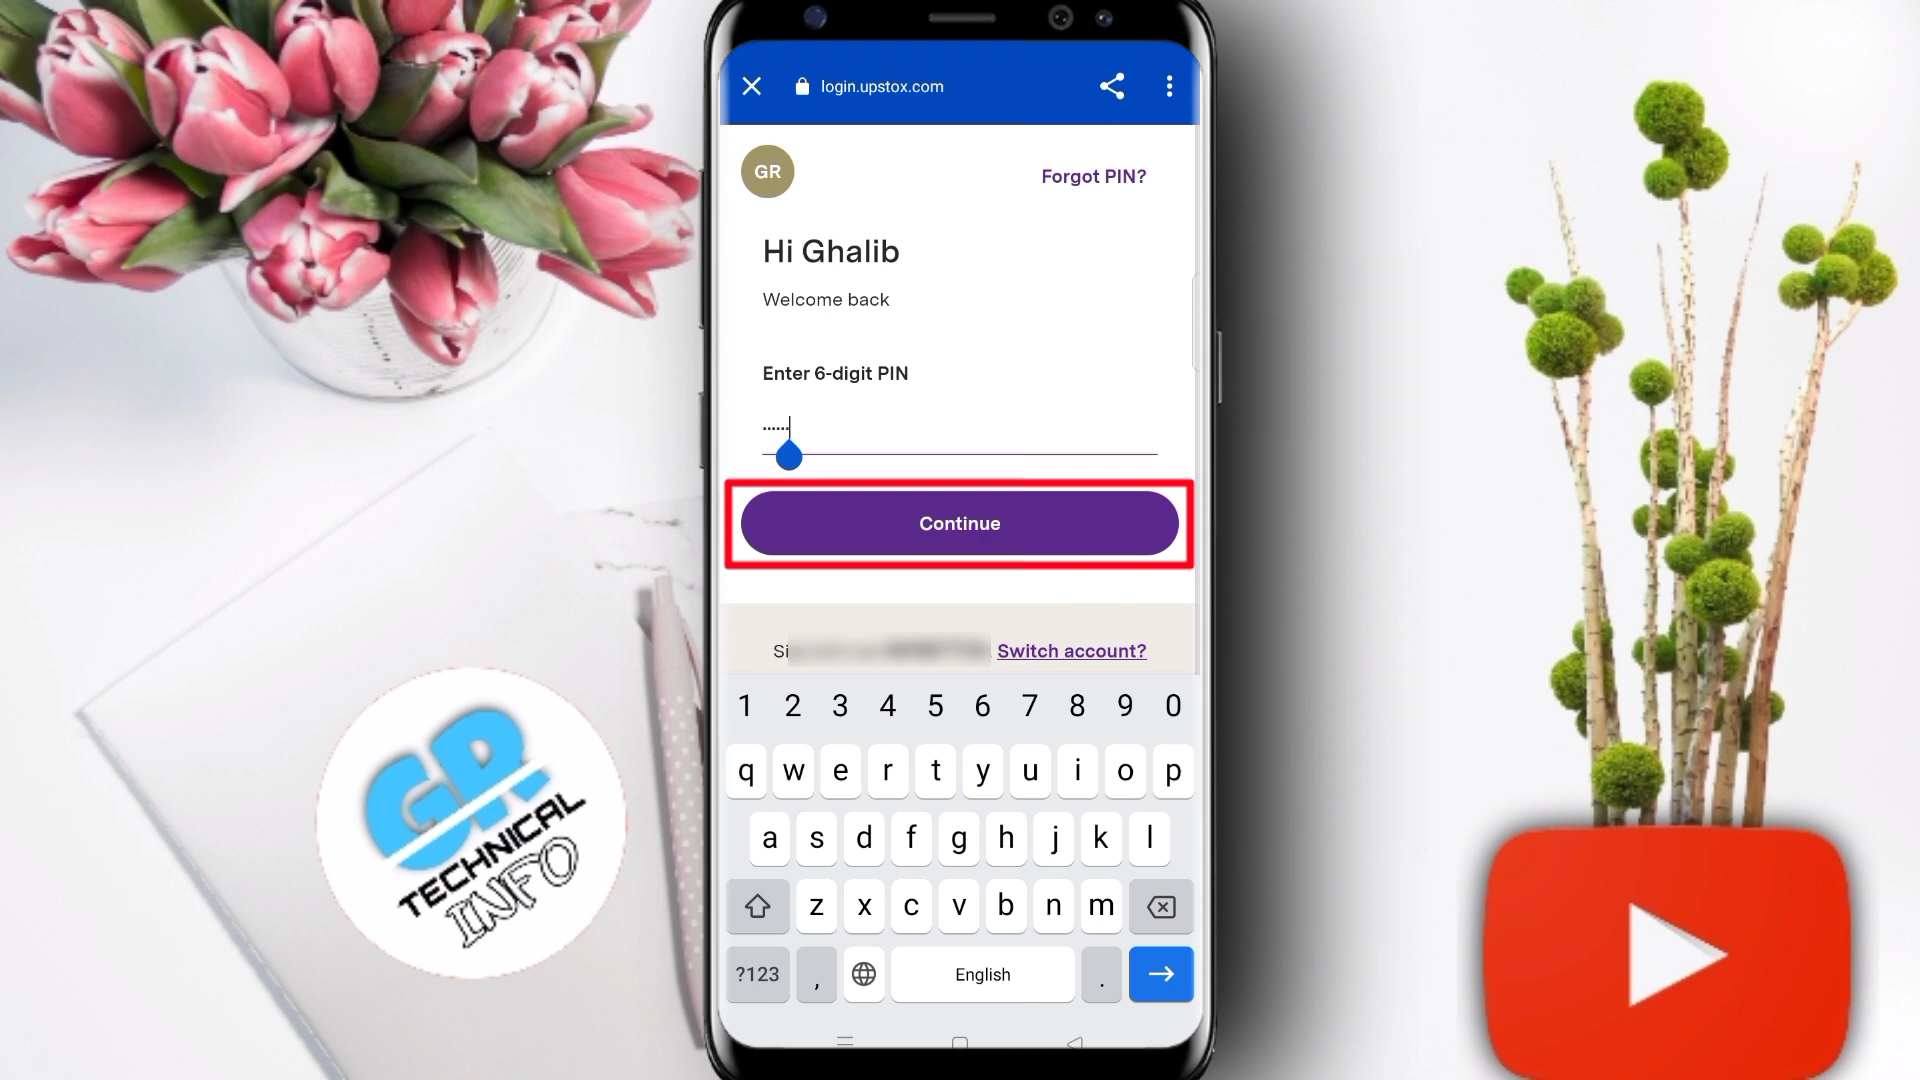 login.upstox.com
GR
Forgot PIN?
Hi Ghalib
Welcome back
Enter 6-digit PIN
Continue
Switch account?
1 2 3 4 5 6 7 8 9 0
q w e r t y u i o p
a s d f g h j k l
z x c v b n m
?123 , English .
GR
TECHNICAL
INFO